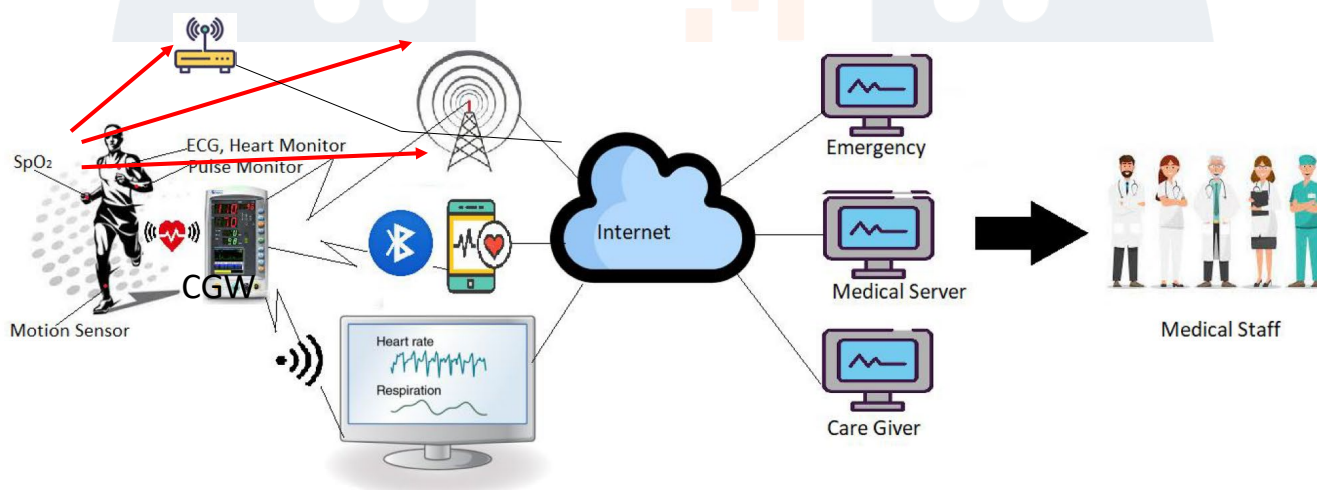 SpO2
ECG, Heart Monitor
Pulse Monitor
CGW
Motion Sensor
Heart rate
Respiration
Internet
Emergency
Medical Server
Care Giver
Medical Staff